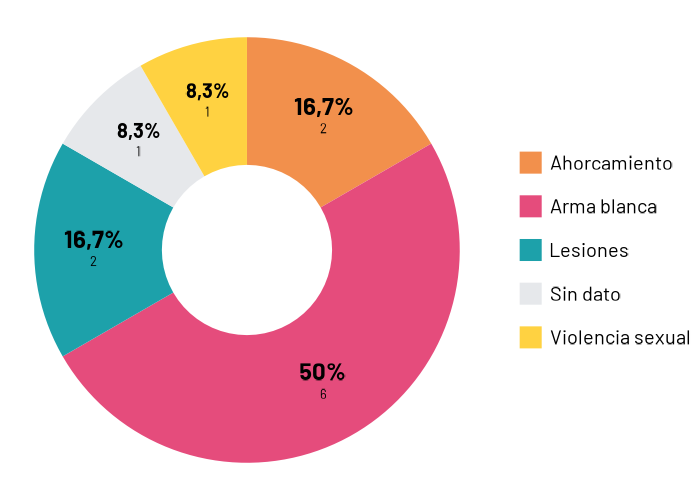 8,3%
1
16,7%
2
8,3%
1
16,7%
2
50%
6
Ahorcamiento
Arma blanca
Lesiones
Sin dato
Violencia sexual